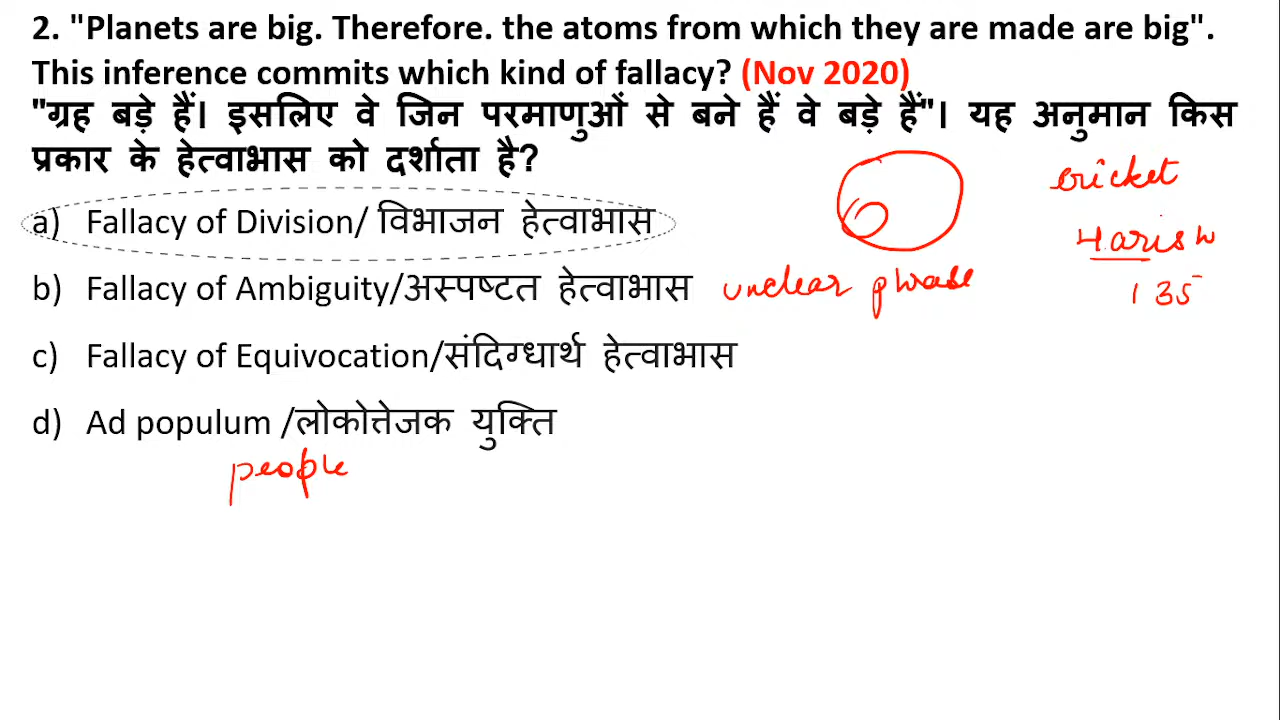 2. "Planets are big. Therefore. the atoms from which they are made are big".
This inference commits which kind of fallacy? (Nov 2020)
"ग्रह बड़े हैं। इसलिए वे जिन परमाणुओं से बने हैं वे बड़े हैं"। यह अनुमान किस
प्रकार के हेत्वाभास को दर्शाता है?
cricket
a) Fallacy of Division/ विभाजन हेत्वाभास
Harish
b) Fallacy of Ambiguity/अस्पष्टत हेत्वाभास unclear phrase
135
c) Fallacy of Equivocation/संदिग्धार्थ हेत्वाभास
d) Ad populum /लोकोत्तेजक युक्ति
people